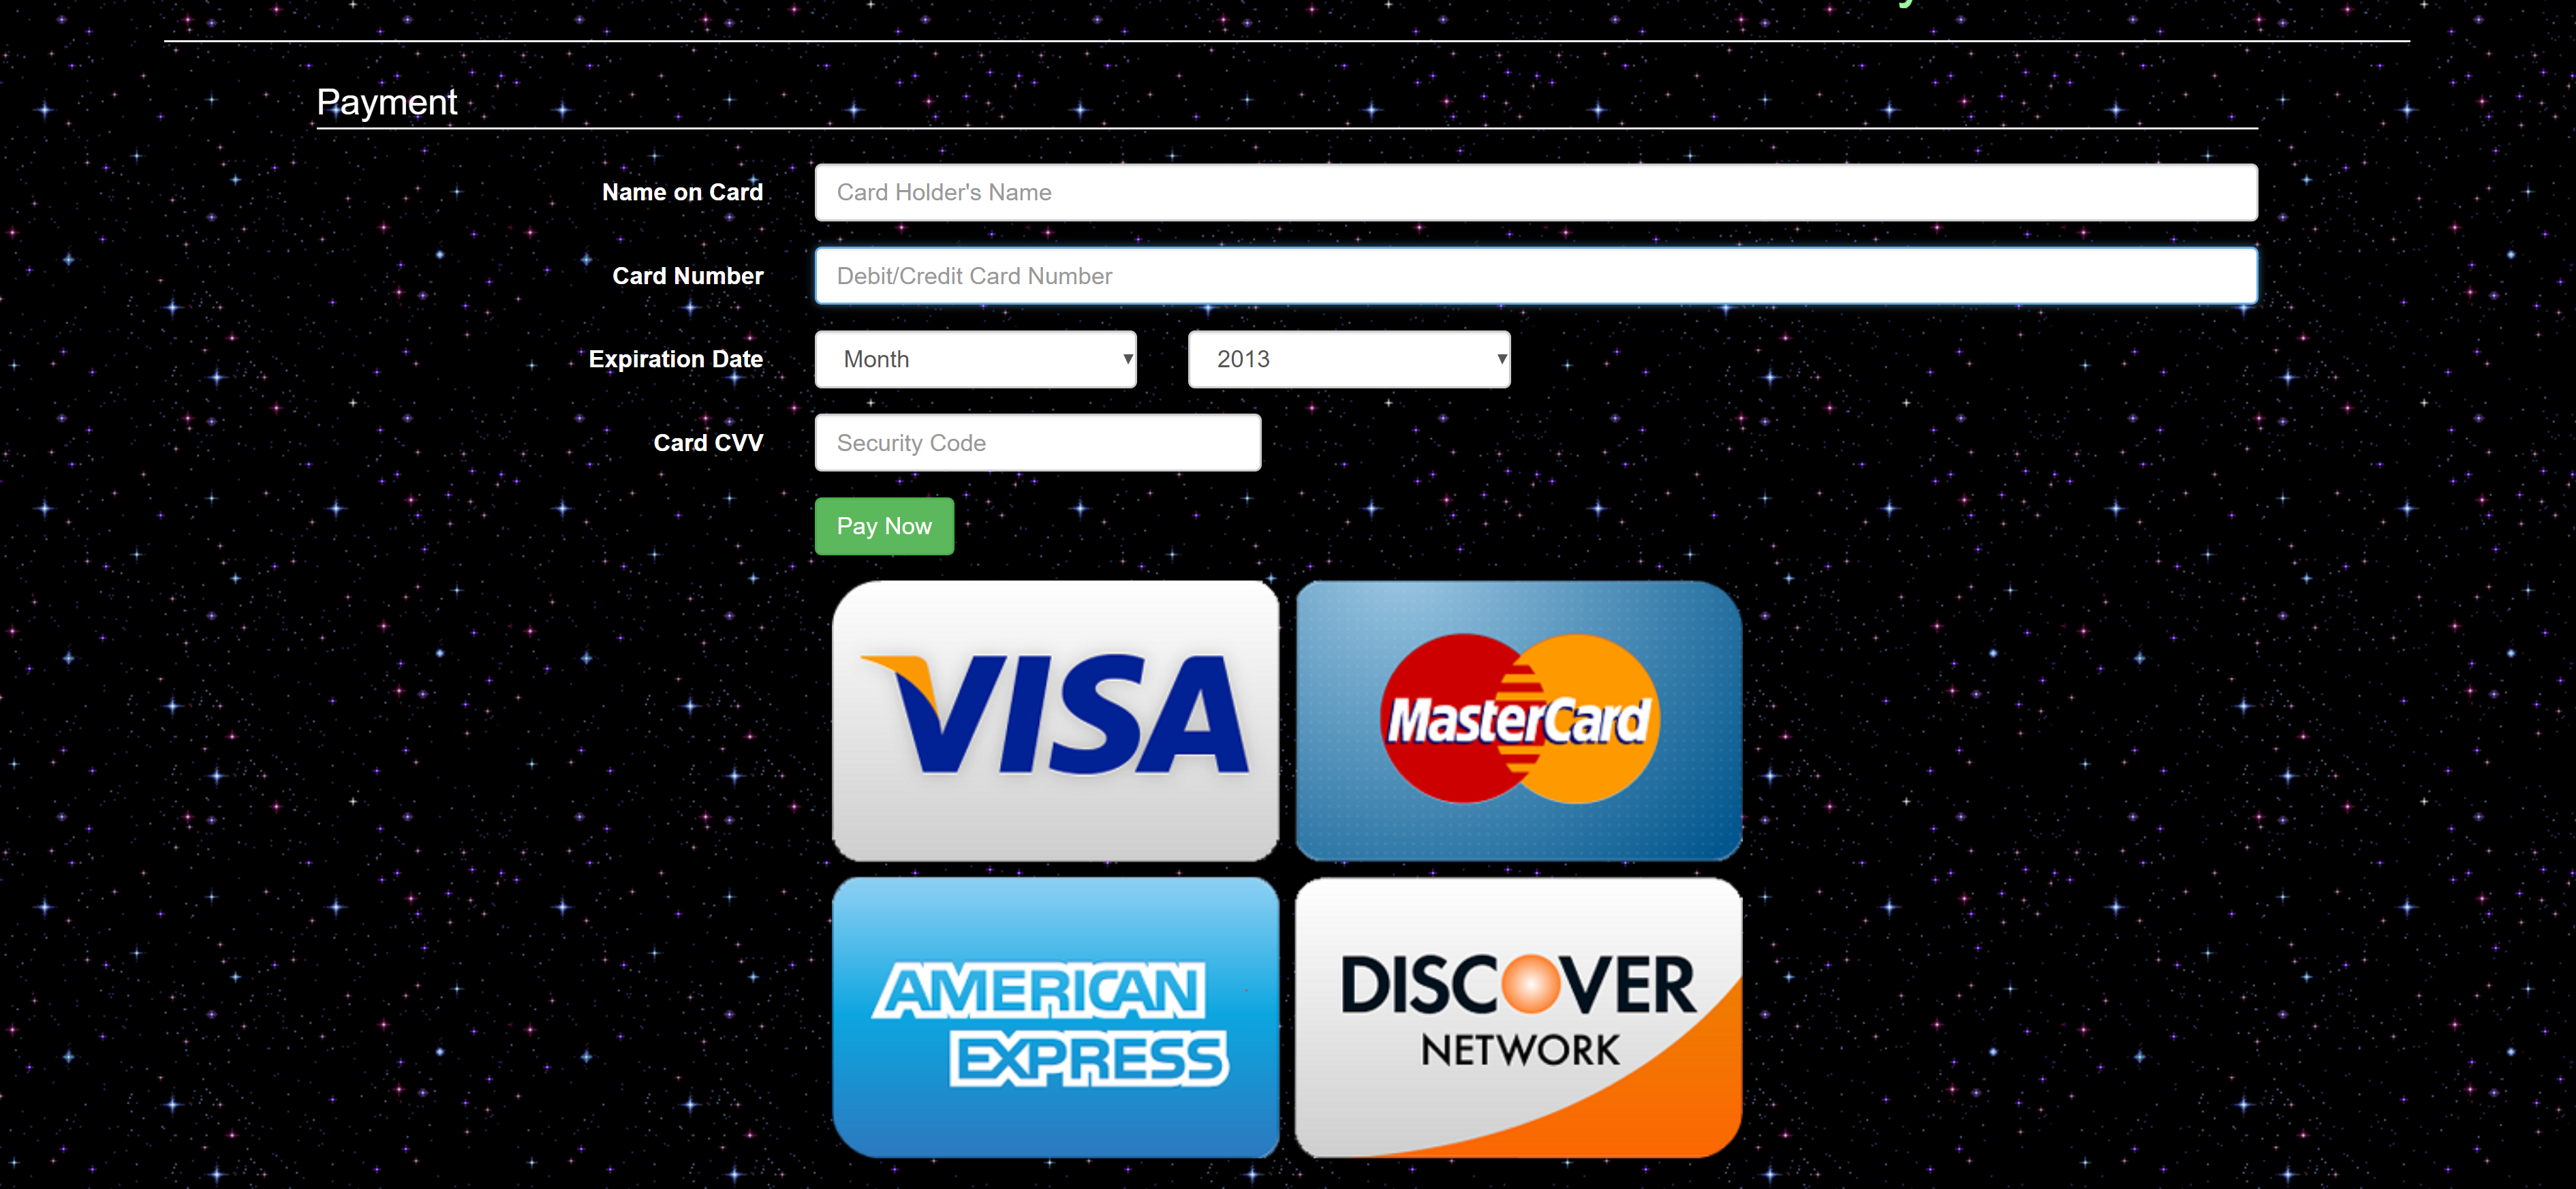 Payment
Name on Card Card Holder's Name
Card Number Debit/Credit Card Number
Expiration Date Month 2013
Card CVV Security Code
Pay Now
VISA MasterCard
AMERICAN EXPRESS
DISCOVER NETWORK